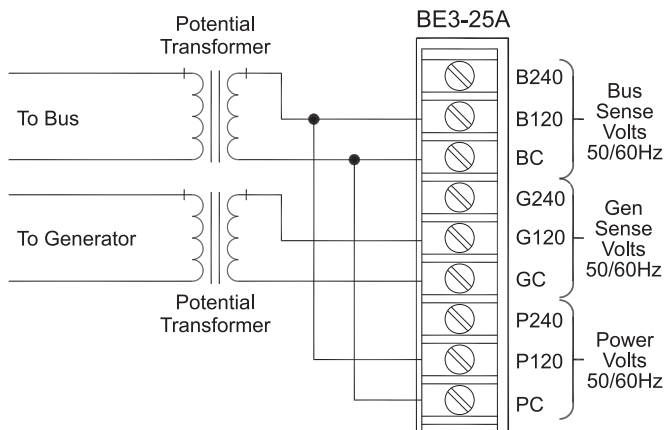 BE3-25A
Potential
Transformer
To Bus
To Generator
Potential
Transformer
B240
B120
BC
G240
G120
GC
P240
P120
PC
Bus
Sense
Volts
50/60Hz
Gen
Sense
Volts
50/60Hz
Power
Volts
50/60Hz